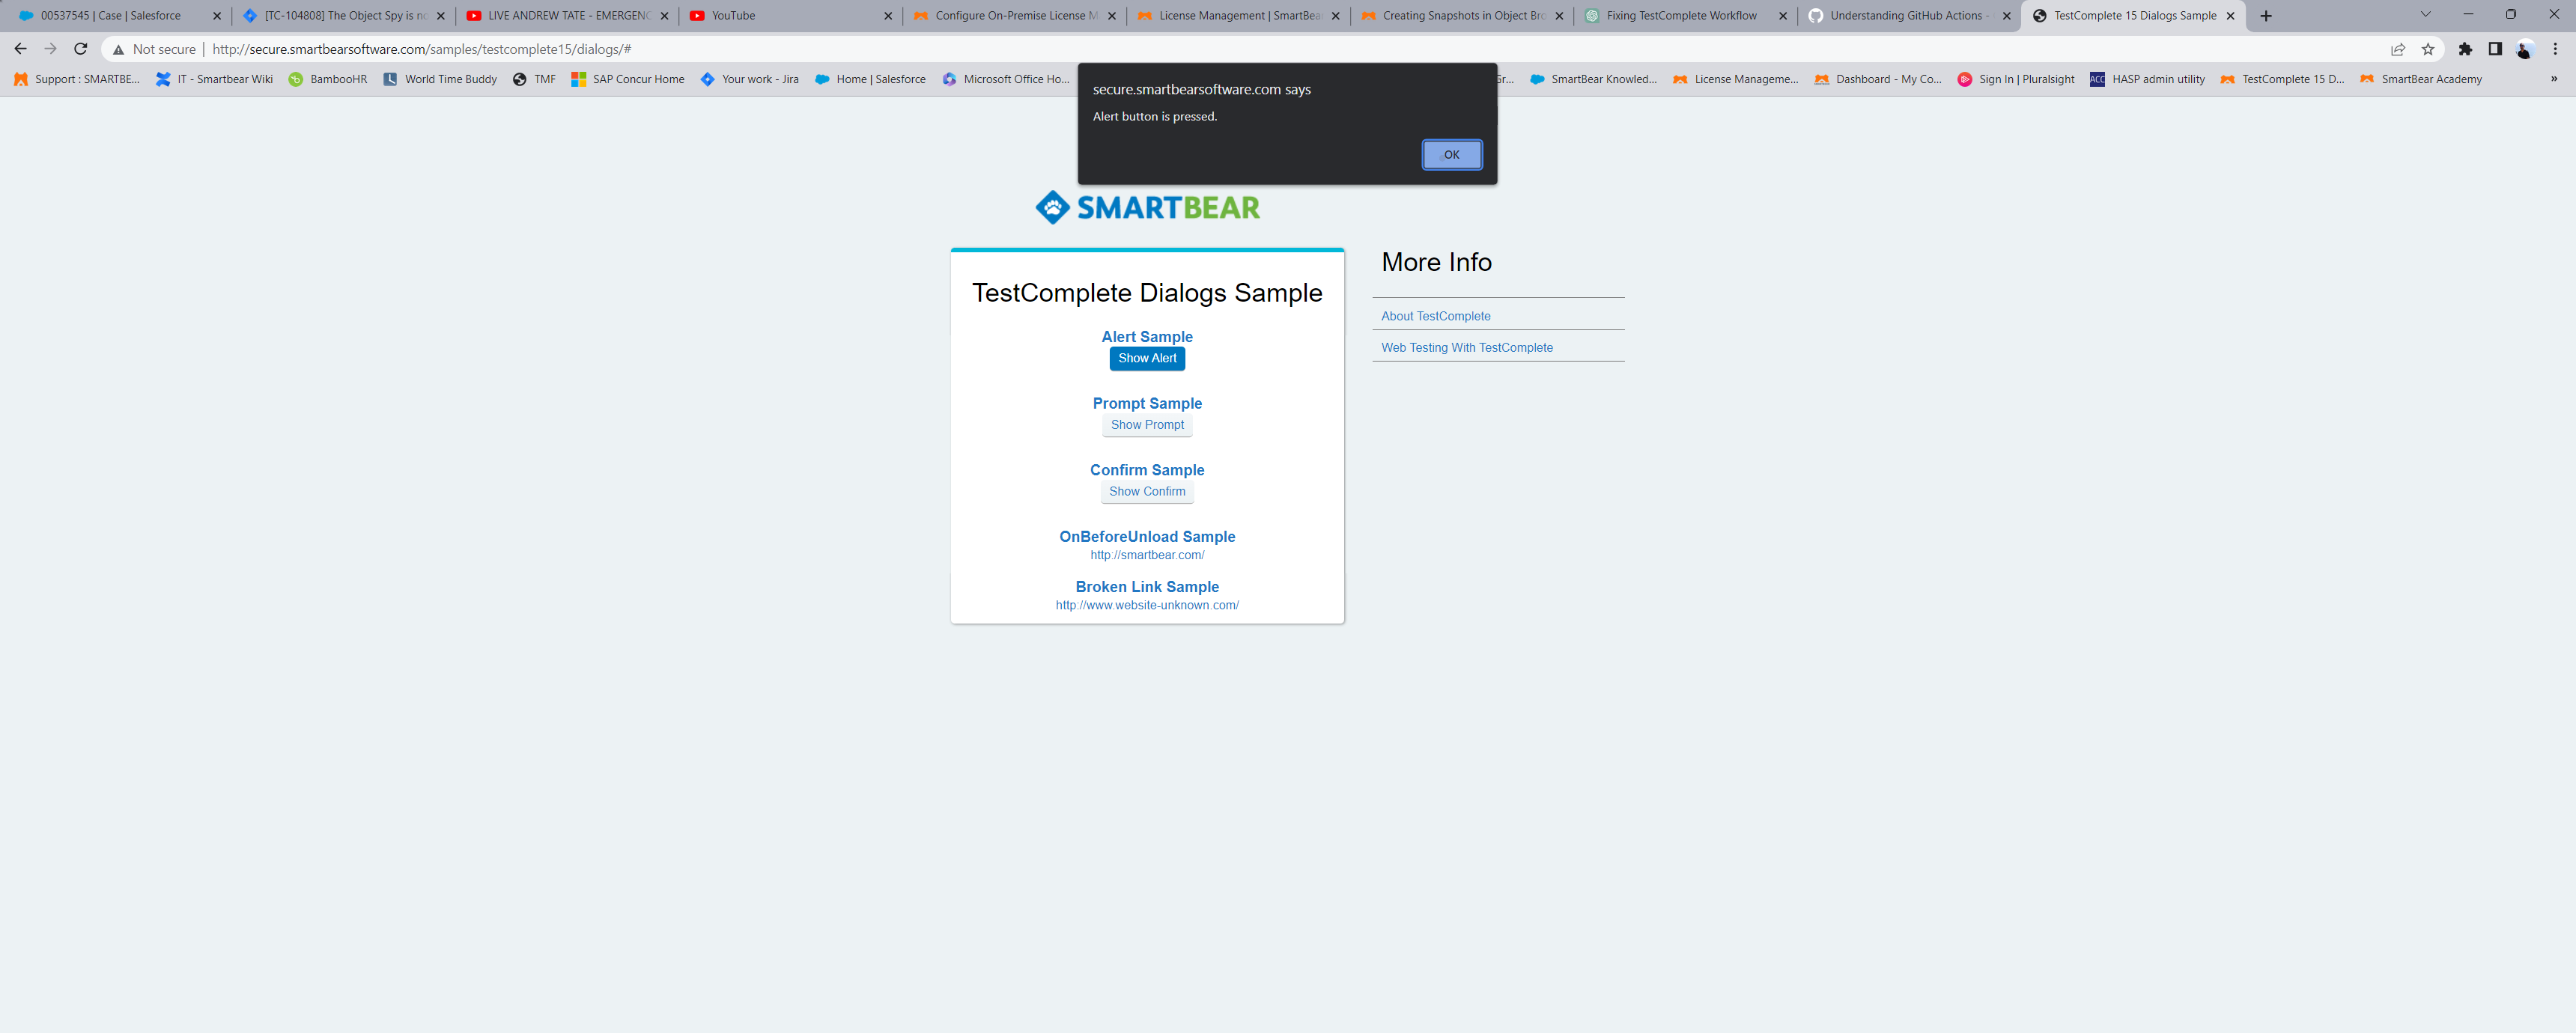 00537545 | Case | Salesforce
[TC-104808] The Object Spy is no
LIVE ANDREW TATE - EMERGENC
YouTube
Configure On-Premise License M
License Management | SmartBea
Creating Snapshots in Object Bro
Fixing TestComplete Workflow
Understanding GitHub Actions -
TestComplete 15 Dialogs Sample
Not secure
http://secure.smartbearsoftware.com/samples/testcomplete15/dialogs/#
Support : SMARTBE...
IT - Smartbear Wiki
BambooHR
World Time Buddy
TMF
SAP Concur Home
Your work - Jira
Home | Salesforce
Microsoft Office Ho...
SmartBear Knowled...
License Manageme...
Dashboard - My Co...
Sign In | Pluralsight
ACC
HASP admin utility
TestComplete 15 D...
SmartBear Academy
»
secure.smartbearsoftware.com says
Alert button is pressed.
OK
SMARTBEAR
TestComplete Dialogs Sample
Alert Sample
Show Alert
Prompt Sample
Show Prompt
Confirm Sample
Show Confirm
OnBeforeUnload Sample
http://smartbear.com/
Broken Link Sample
http://www.website-unknown.com/
More Info
About TestComplete
Web Testing With TestComplete